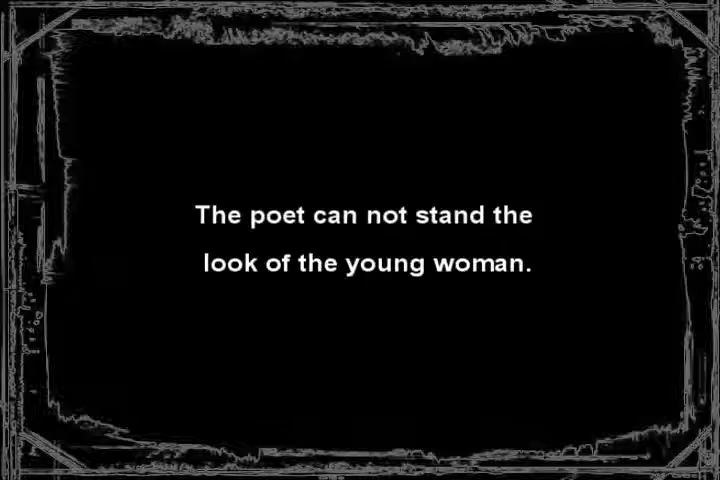 The poet can not stand the
look of the young woman.